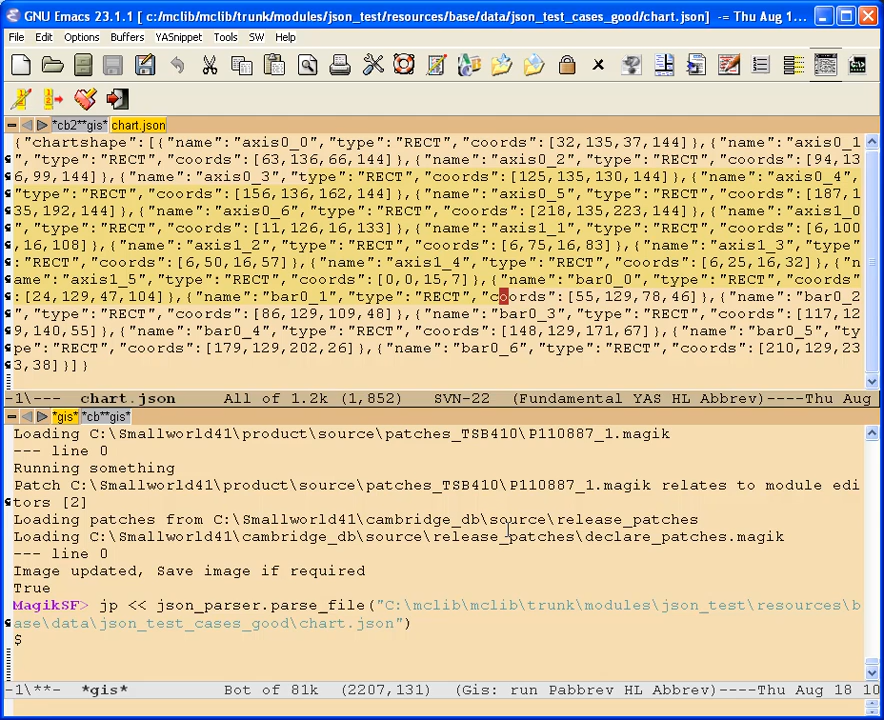 GNU Emacs 23.1.1 [ c:/mclib/mclib/trunk/modules/json_test/resources/base/data/json_test_cases_good/chart.json]  -= Thu Aug 1...
File Edit Options Buffers YASnippet Tools SW Help
*cb2**gis* chart.json
{"chartshape":[{"name":"axis0_0","type":"RECT","coords":[32,135,37,144]},{"name":"axis0_1
","type":"RECT","coords":[63,136,66,144]},{"name":"axis0_2","type":"RECT","coords":[94,13
6,99,144]},{"name":"axis0_3","type":"RECT","coords":[125,135,130,144]},{"name":"axis0_4",
"type":"RECT","coords":[156,136,162,144]},{"name":"axis0_5","type":"RECT","coords":[187,1
35,192,144]},{"name":"axis0_6","type":"RECT","coords":[218,135,223,144]},{"name":"axis1_0
","type":"RECT","coords":[11,126,16,133]},{"name":"axis1_1","type":"RECT","coords":[6,100
,16,108]},{"name":"axis1_2","type":"RECT","coords":[6,75,16,83]},{"name":"axis1_3","type"
:"RECT","coords":[6,50,16,57]},{"name":"axis1_4","type":"RECT","coords":[6,25,16,32]},{"n
ame":"axis1_5","type":"RECT","coords":[0,0,15,7]},{"name":"bar0_0","type":"RECT","coords"
:[24,129,47,104]},{"name":"bar0_1","type":"RECT","coords":[55,129,78,46]},{"name":"bar0_2
","type":"RECT","coords":[86,129,109,48]},{"name":"bar0_3","type":"RECT","coords":[117,12
9,140,55]},{"name":"bar0_4","type":"RECT","coords":[148,129,171,67]},{"name":"bar0_5","ty
pe":"RECT","coords":[179,129,202,26]},{"name":"bar0_6","type":"RECT","coords":[210,129,23
3,38]}]}
-1\--- chart.json All of 1.2k (1,852) SVN-22 (Fundamental YAS HL Abbrev)----Thu Aug
*gis* *cb**gis*
Loading C:\Smallworld41\product\source\patches_TSB410\P110887_1.magik
--- line 0
Running something
Patch C:\Smallworld41\product\source\patches_TSB410\P110887_1.magik relates to module edi
tors [2]
Loading patches from C:\Smallworld41\cambridge_db\source\release_patches
Loading C:\Smallworld41\cambridge_db\source\release_patches\declare_patches.magik
--- line 0
Image updated, Save image if required
True
MagikSF> jp << json_parser.parse_file("C:\mclib\mclib\trunk\modules\json_test\resources\b
ase\data\json_test_cases_good\chart.json")
$
-1\**- *gis* Bot of 81k (2207,131) (Gis: run Pabbrev HL Abbrev)----Thu Aug 18 10